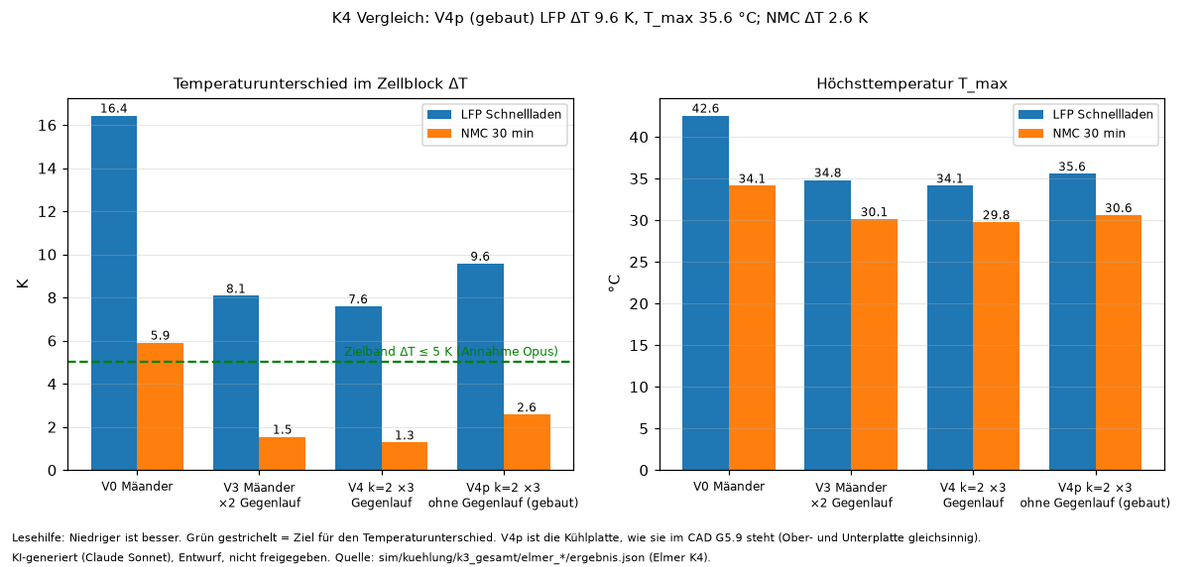 K4 Vergleich: V4p (gebaut) LFP ΔT 9.6 K, T_max 35.6 °C; NMC ΔT 2.6 K
Temperaturunterschied im Zellblock ΔT
K
16
14
12
10
8
6
4
2
0
LFP Schnellladen
NMC 30 min
16.4
5.9
8.1
1.5
7.6
1.3
9.6
2.6
Zielband ΔT ≤ 5 K (Annahme Opus)
V0 Mäander
V3 Mäander
×2 Gegenlauf
V4 k=2 ×3
Gegenlauf
V4p k=2 ×3
ohne Gegenlauf (gebaut)
Höchsttemperatur T_max
°C
40
35
30
25
20
15
10
5
0
LFP Schnellladen
NMC 30 min
42.6
34.1
34.8
30.1
34.1
29.8
35.6
30.6
V0 Mäander
V3 Mäander
×2 Gegenlauf
V4 k=2 ×3
Gegenlauf
V4p k=2 ×3
ohne Gegenlauf (gebaut)
Lesehilfe: Niedriger ist besser. Grün gestrichelt = Ziel für den Temperaturunterschied. V4p ist die Kühlplatte, wie sie im CAD G5.9 steht (Ober- und Unterplatte gleichsinnig).
KI-generiert (Claude Sonnet), Entwurf, nicht freigegeben. Quelle: sim/kuehlung/k3_gesamt/elmer_*/ergebnis.json (Elmer K4).